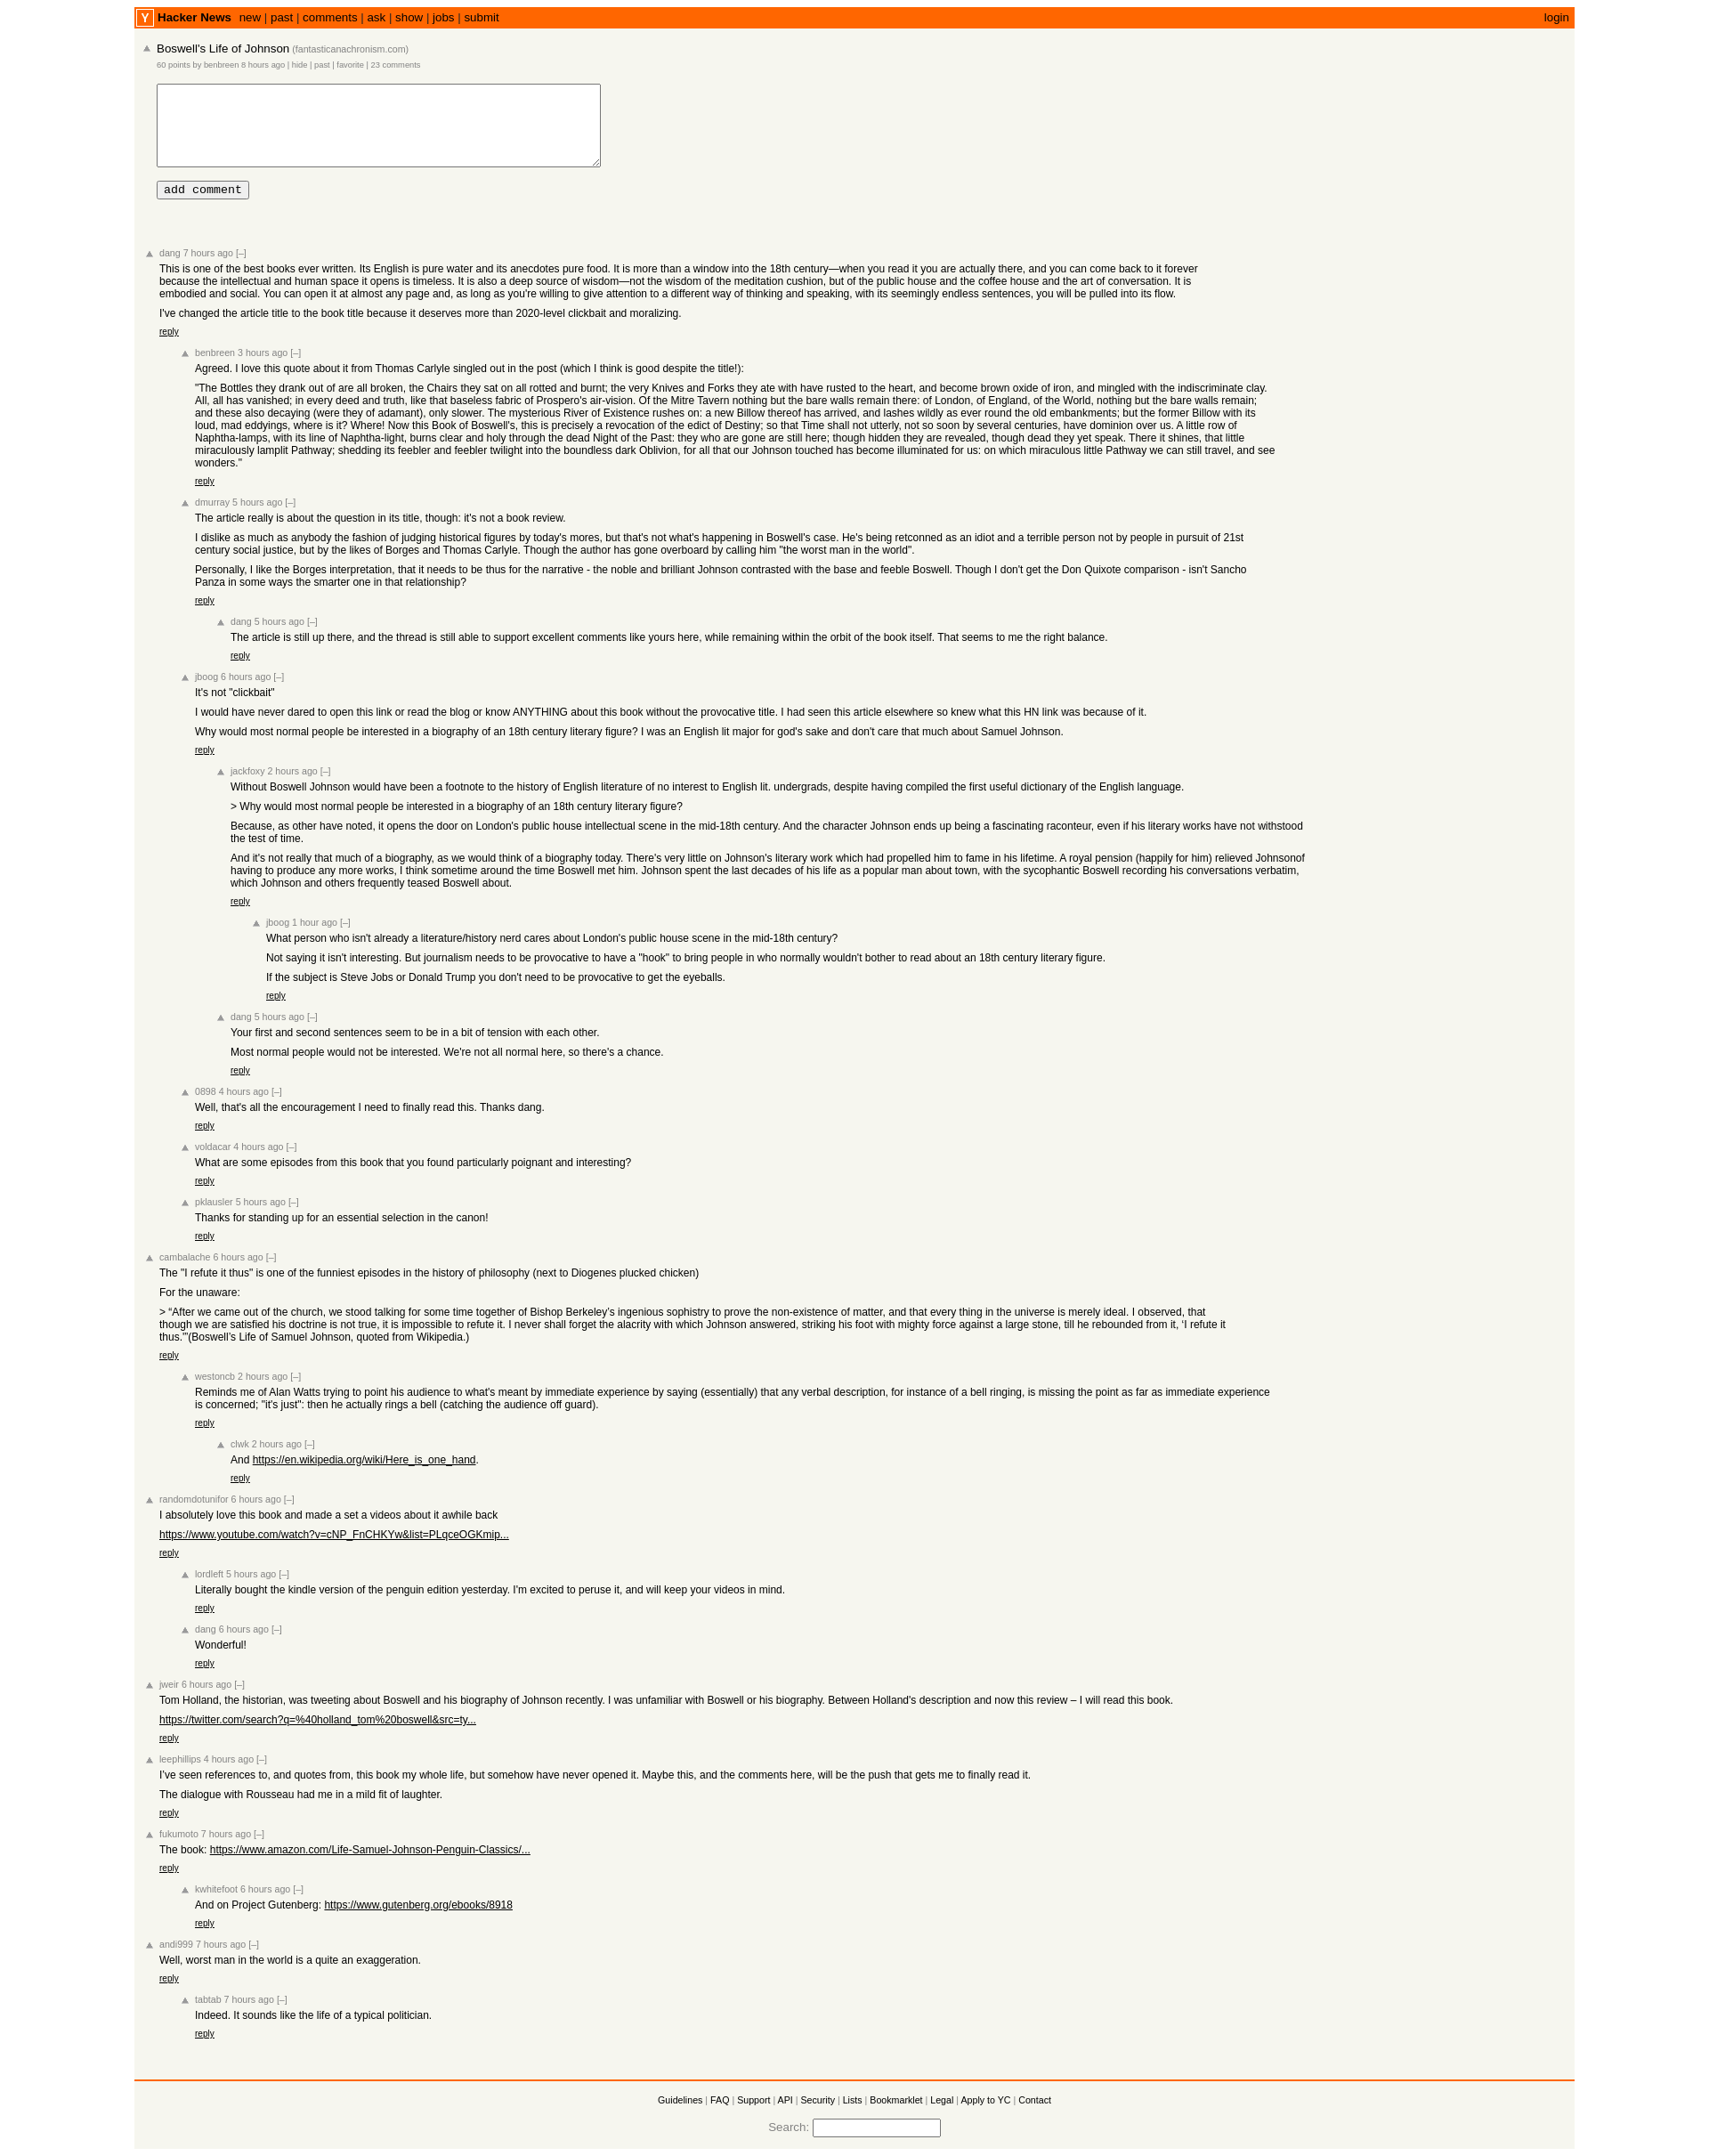 Y Hacker News new | past | comments | ask | show | jobs | submit login
Boswell's Life of Johnson (fantasticanachronism.com)
60 points by benbreen 8 hours ago | hide | past | favorite | 23 comments
add comment
dang 7 hours ago [–]
This is one of the best books ever written. Its English is pure water and its anecdotes pure food. It is more than a window into the 18th century—when you read it you are actually there, and you can come back to it forever
because the intellectual and human space it opens is timeless. It is also a deep source of wisdom—not the wisdom of the meditation cushion, but of the public house and the coffee house and the art of conversation. It is
embodied and social. You can open it at almost any page and, as long as you're willing to give attention to a different way of thinking and speaking, with its seemingly endless sentences, you will be pulled into its flow.
I've changed the article title to the book title because it deserves more than 2020-level clickbait and moralizing.
reply
benbreen 3 hours ago [–]
Agreed. I love this quote about it from Thomas Carlyle singled out in the post (which I think is good despite the title!):
"The Bottles they drank out of are all broken, the Chairs they sat on all rotted and burnt; the very Knives and Forks they ate with have rusted to the heart, and become brown oxide of iron, and mingled with the indiscriminate clay.
All, all has vanished; in every deed and truth, like that baseless fabric of Prospero's air-vision. Of the Mitre Tavern nothing but the bare walls remain there: of London, of England, of the World, nothing but the bare walls remain;
and these also decaying (were they of adamant), only slower. The mysterious River of Existence rushes on: a new Billow thereof has arrived, and lashes wildly as ever round the old embankments; but the former Billow with its
loud, mad eddyings, where is it? Where! Now this Book of Boswell's, this is precisely a revocation of the edict of Destiny; so that Time shall not utterly, not so soon by several centuries, have dominion over us. A little row of
Naphtha-lamps, with its line of Naphtha-light, burns clear and holy through the dead Night of the Past: they who are gone are still here; though hidden they are revealed, though dead they yet speak. There it shines, that little
miraculously lamplit Pathway; shedding its feebler and feebler twilight into the boundless dark Oblivion, for all that our Johnson touched has become illuminated for us: on which miraculous little Pathway we can still travel, and see
wonders."
reply
dmurray 5 hours ago [–]
The article really is about the question in its title, though: it's not a book review.
I dislike as much as anybody the fashion of judging historical figures by today's mores, but that's not what's happening in Boswell's case. He's being retconned as an idiot and a terrible person not by people in pursuit of 21st
century social justice, but by the likes of Borges and Thomas Carlyle. Though the author has gone overboard by calling him "the worst man in the world".
Personally, I like the Borges interpretation, that it needs to be thus for the narrative - the noble and brilliant Johnson contrasted with the base and feeble Boswell. Though I don't get the Don Quixote comparison - isn't Sancho
Panza in some ways the smarter one in that relationship?
reply
dang 5 hours ago [–]
The article is still up there, and the thread is still able to support excellent comments like yours here, while remaining within the orbit of the book itself. That seems to me the right balance.
reply
jboog 6 hours ago [–]
It's not "clickbait"
I would have never dared to open this link or read the blog or know ANYTHING about this book without the provocative title. I had seen this article elsewhere so knew what this HN link was because of it.
Why would most normal people be interested in a biography of an 18th century literary figure? I was an English lit major for god's sake and don't care that much about Samuel Johnson.
reply
jackfoxy 2 hours ago [–]
Without Boswell Johnson would have been a footnote to the history of English literature of no interest to English lit. undergrads, despite having compiled the first useful dictionary of the English language.
> Why would most normal people be interested in a biography of an 18th century literary figure?
Because, as other have noted, it opens the door on London's public house intellectual scene in the mid-18th century. And the character Johnson ends up being a fascinating raconteur, even if his literary works have not withstood
the test of time.
And it's not really that much of a biography, as we would think of a biography today. There's very little on Johnson's literary work which had propelled him to fame in his lifetime. A royal pension (happily for him) relieved Johnsonof
having to produce any more works, I think sometime around the time Boswell met him. Johnson spent the last decades of his life as a popular man about town, with the sycophantic Boswell recording his conversations verbatim,
which Johnson and others frequently teased Boswell about.
reply
jboog 1 hour ago [–]
What person who isn't already a literature/history nerd cares about London's public house scene in the mid-18th century?
Not saying it isn't interesting. But journalism needs to be provocative to have a "hook" to bring people in who normally wouldn't bother to read about an 18th century literary figure.
If the subject is Steve Jobs or Donald Trump you don't need to be provocative to get the eyeballs.
reply
dang 5 hours ago [–]
Your first and second sentences seem to be in a bit of tension with each other.
Most normal people would not be interested. We're not all normal here, so there's a chance.
reply
0898 4 hours ago [–]
Well, that's all the encouragement I need to finally read this. Thanks dang.
reply
voldacar 4 hours ago [–]
What are some episodes from this book that you found particularly poignant and interesting?
reply
pklausler 5 hours ago [–]
Thanks for standing up for an essential selection in the canon!
reply
cambalache 6 hours ago [–]
The "I refute it thus" is one of the funniest episodes in the history of philosophy (next to Diogenes plucked chicken)
For the unaware:
> “After we came out of the church, we stood talking for some time together of Bishop Berkeley’s ingenious sophistry to prove the non-existence of matter, and that every thing in the universe is merely ideal. I observed, that
though we are satisfied his doctrine is not true, it is impossible to refute it. I never shall forget the alacrity with which Johnson answered, striking his foot with mighty force against a large stone, till he rebounded from it, ‘I refute it
thus.’”(Boswell’s Life of Samuel Johnson, quoted from Wikipedia.)
reply
westoncb 2 hours ago [–]
Reminds me of Alan Watts trying to point his audience to what's meant by immediate experience by saying (essentially) that any verbal description, for instance of a bell ringing, is missing the point as far as immediate experience
is concerned; "it's just": then he actually rings a bell (catching the audience off guard).
reply
clwk 2 hours ago [–]
And https://en.wikipedia.org/wiki/Here_is_one_hand.
reply
randomdotunifor 6 hours ago [–]
I absolutely love this book and made a set a videos about it awhile back
https://www.youtube.com/watch?v=cNP_FnCHKYw&list=PLqceOGKmip...
reply
lordleft 5 hours ago [–]
Literally bought the kindle version of the penguin edition yesterday. I'm excited to peruse it, and will keep your videos in mind.
reply
dang 6 hours ago [–]
Wonderful!
reply
jweir 6 hours ago [–]
Tom Holland, the historian, was tweeting about Boswell and his biography of Johnson recently. I was unfamiliar with Boswell or his biography. Between Holland's description and now this review – I will read this book.
https://twitter.com/search?q=%40holland_tom%20boswell&src=ty...
reply
leephillips 4 hours ago [–]
I’ve seen references to, and quotes from, this book my whole life, but somehow have never opened it. Maybe this, and the comments here, will be the push that gets me to finally read it.
The dialogue with Rousseau had me in a mild fit of laughter.
reply
fukumoto 7 hours ago [–]
The book: https://www.amazon.com/Life-Samuel-Johnson-Penguin-Classics/...
reply
kwhitefoot 6 hours ago [–]
And on Project Gutenberg: https://www.gutenberg.org/ebooks/8918
reply
andi999 7 hours ago [–]
Well, worst man in the world is a quite an exaggeration.
reply
tabtab 7 hours ago [–]
Indeed. It sounds like the life of a typical politician.
reply
Guidelines | FAQ | Support | API | Security | Lists | Bookmarklet | Legal | Apply to YC | Contact
Search: